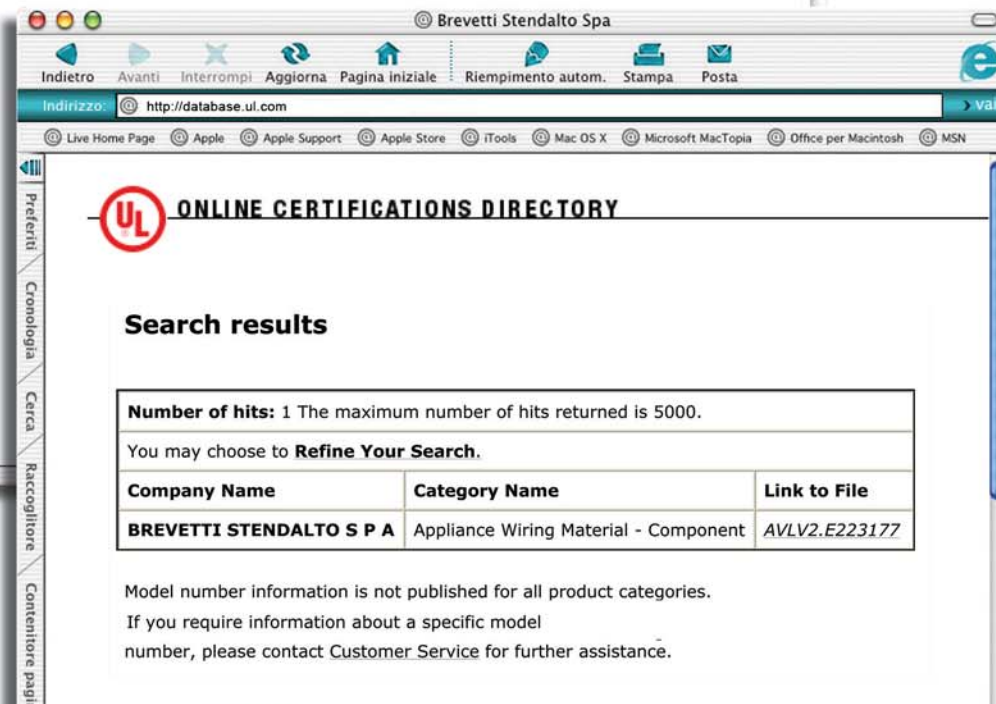 Brevetti Stendalto Spa
Indietro Avanti Interrompi Aggiorna Pagina iniziale Riempimento autom. Stampa Posta
Indirizzo: http://database.ul.com
Live Home Page Apple Apple Support Apple Store iTools Mac OS X Microsoft MacTopia Office per Macintosh MSN
Preferiti
Cronologia
Cerca
Raccoglitore
Contenitore
UL ONLINE CERTIFICATIONS DIRECTORY
Search results
Number of hits: 1 The maximum number of hits returned is 5000.
You may choose to Refine Your Search.
Company Name Category Name Link to File
BREVETTI STENDALTO S P A Appliance Wiring Material - Component AVLV2.E223177
Model number information is not published for all product categories.
If you require information about a specific model
number, please contact Customer Service for further assistance.